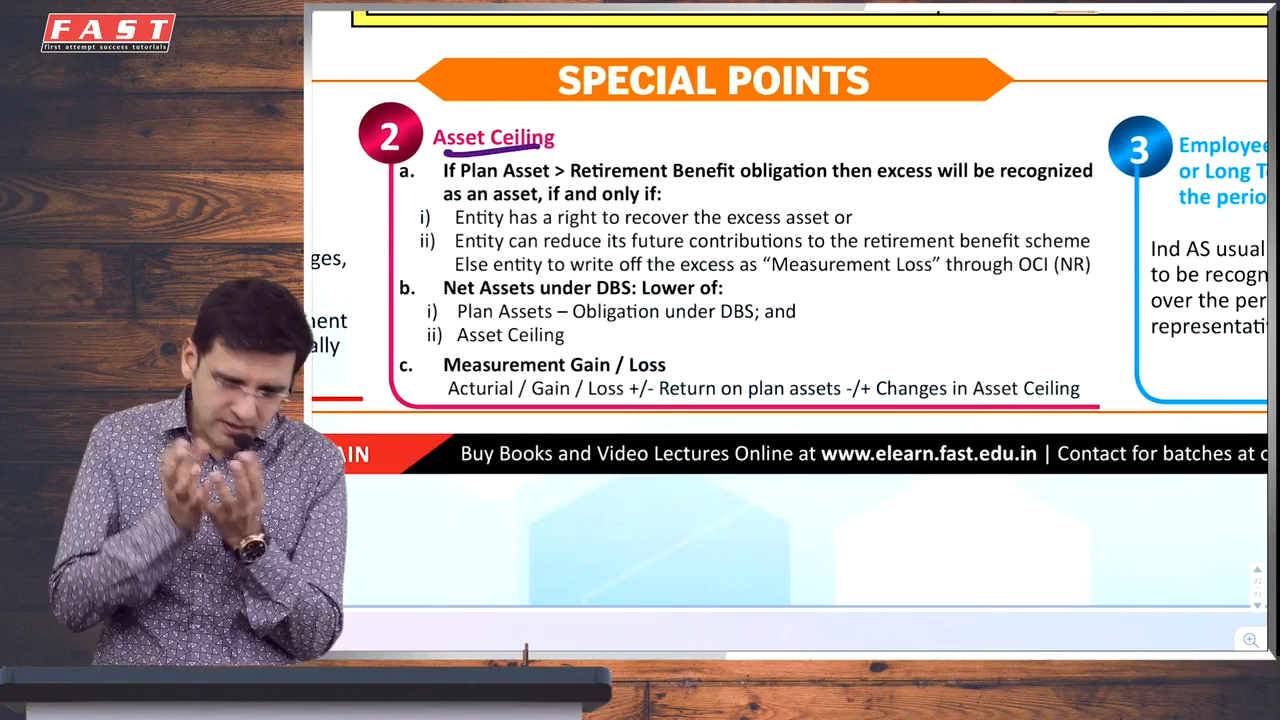 FAST
first attempt success tutorials
SPECIAL POINTS
2 Asset Ceiling
a. If Plan Asset > Retirement Benefit obligation then excess will be recognized
as an asset, if and only if:
i) Entity has a right to recover the excess asset or
ii) Entity can reduce its future contributions to the retirement benefit scheme
Else entity to write off the excess as “Measurement Loss” through OCI (NR)
b. Net Assets under DBS: Lower of:
i) Plan Assets – Obligation under DBS; and
ii) Asset Ceiling
c. Measurement Gain / Loss
Acturial / Gain / Loss +/- Return on plan assets -/+ Changes in Asset Ceiling
3 Employee
or Long T
the perio
Ind AS usual
to be recogn
over the per
representati
ges,
ment
ally
AIN
Buy Books and Video Lectures Online at www.elearn.fast.edu.in | Contact for batches at